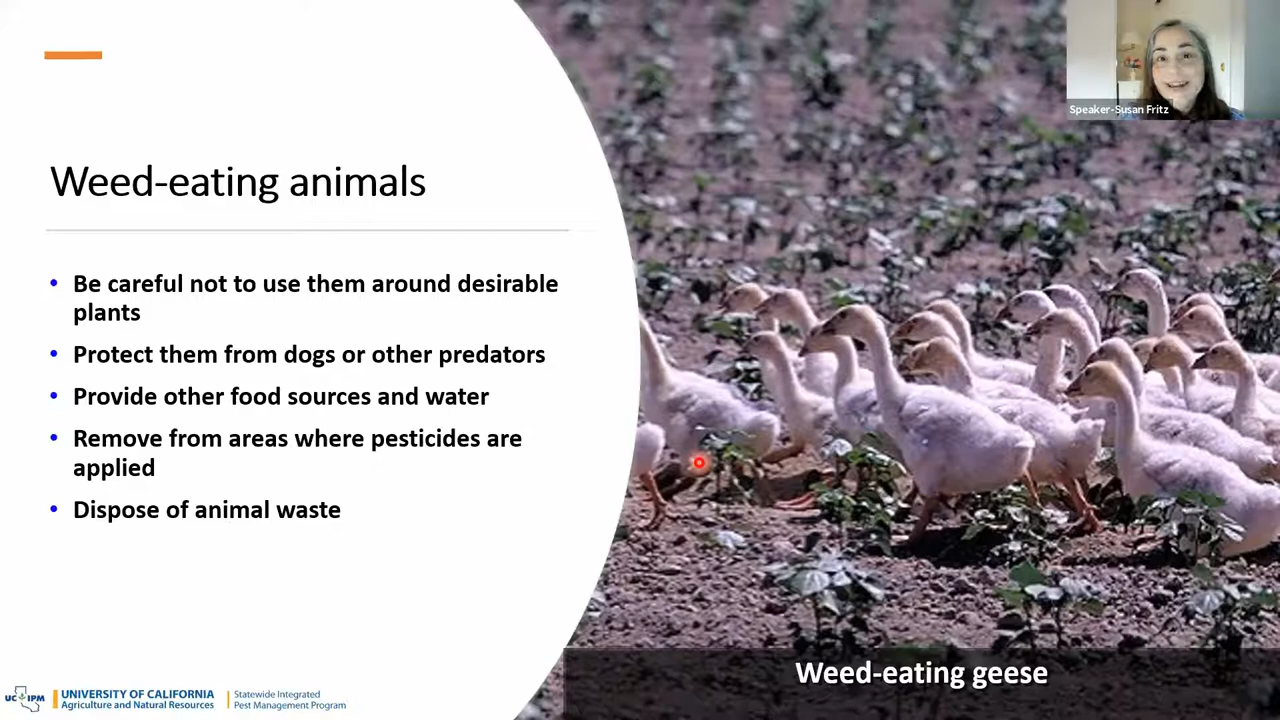 Speaker-Susan Fritz
Weed-eating animals
• Be careful not to use them around desirable
plants
• Protect them from dogs or other predators
• Provide other food sources and water
• Remove from areas where pesticides are
applied
• Dispose of animal waste
Weed-eating geese
UC IPM
UNIVERSITY OF CALIFORNIA
Agriculture and Natural Resources
Statewide Integrated
Pest Management Program